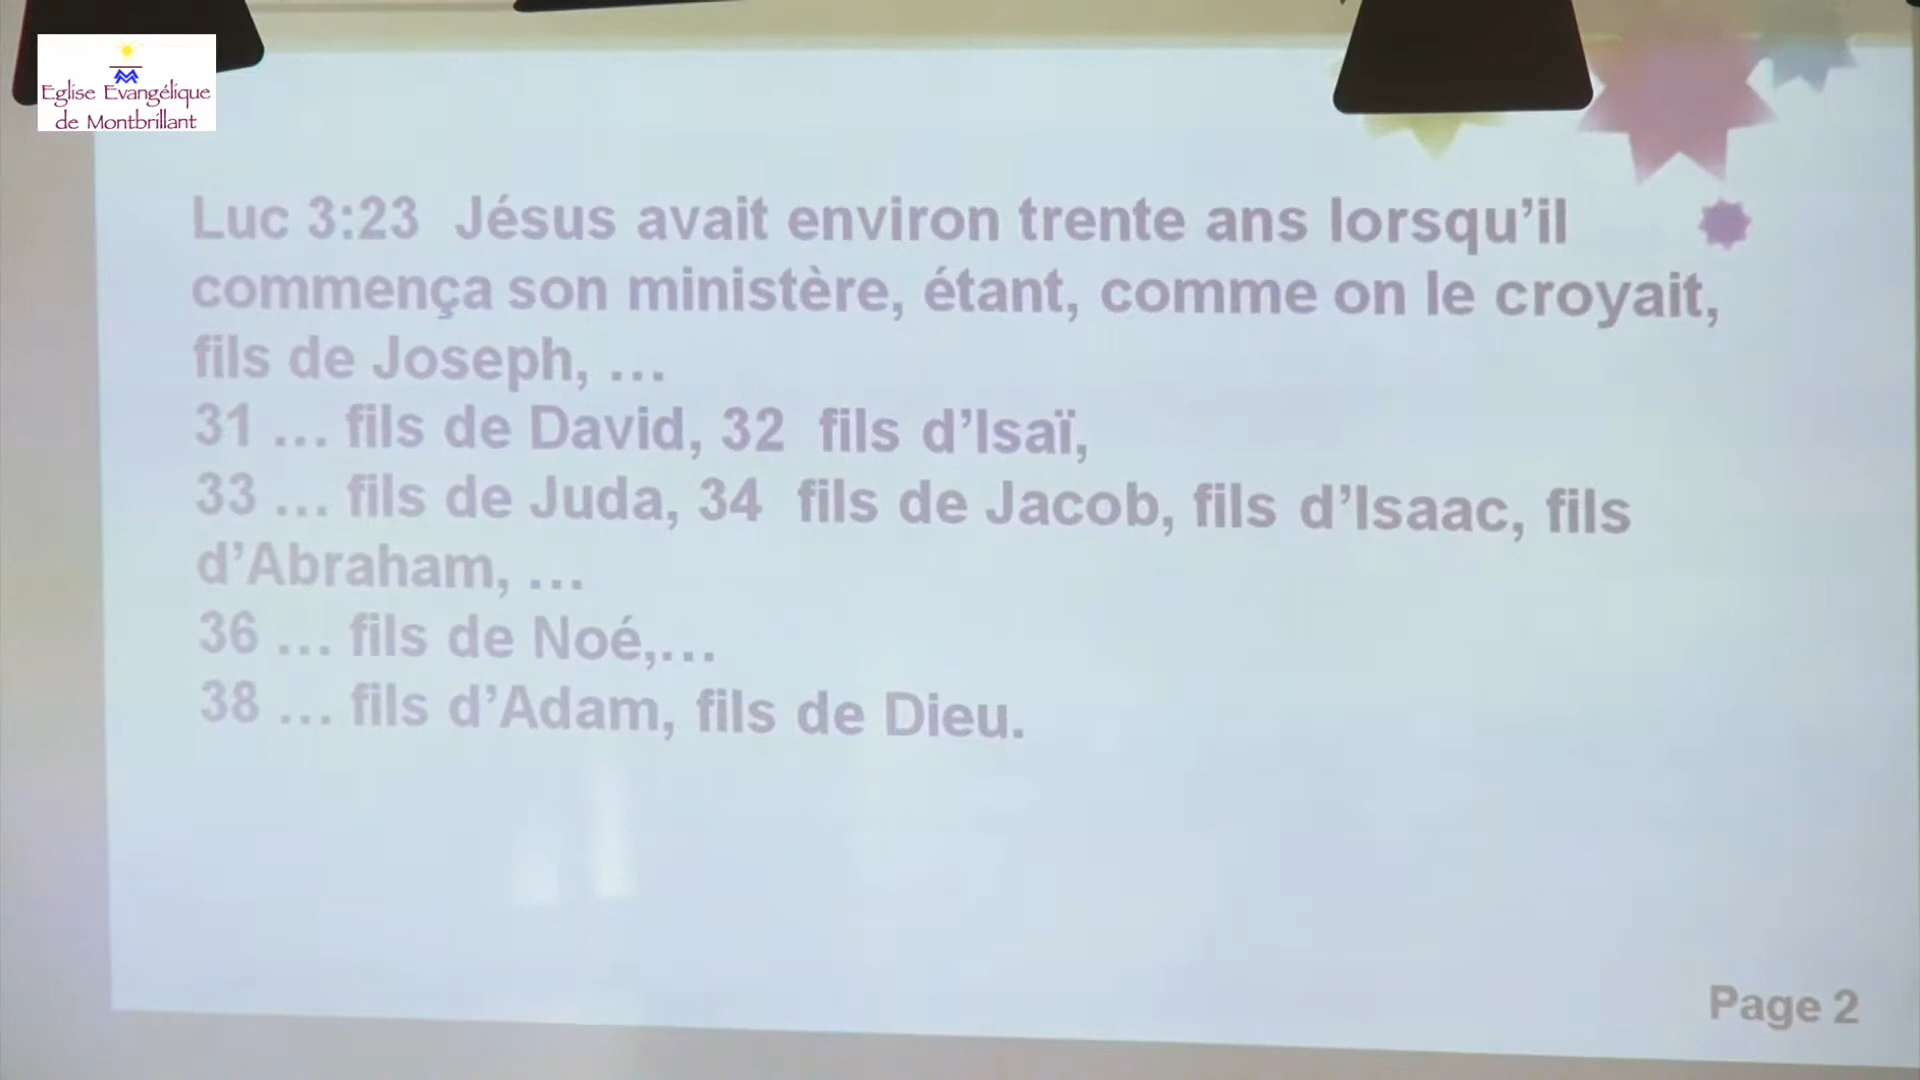 Eglise Evangélique
de Montbrillant
Luc 3:23 Jésus avait environ trente ans lorsqu’il
commença son ministère, étant, comme on le croyait,
fils de Joseph, …
31 … fils de David, 32 fils d’Isaï,
33 … fils de Juda, 34 fils de Jacob, fils d’Isaac, fils
d’Abraham, …
36 … fils de Noé,…
38 … fils d’Adam, fils de Dieu.
Page 2